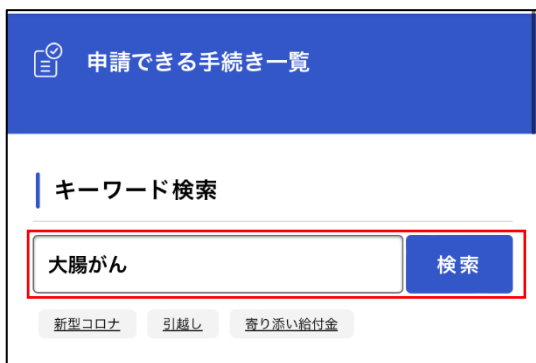 申請できる手続き一覧
キーワード検索
大腸がん 検索
新型コロナ 引越し 寄り添い給付金